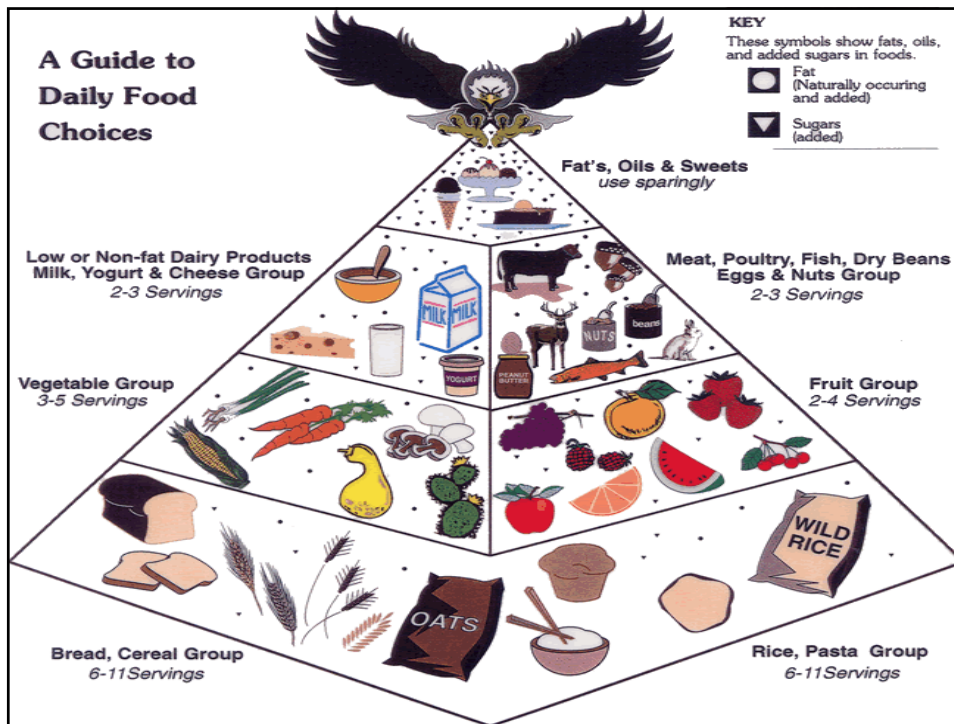 A Guide to
Daily Food
Choices
KEY
These symbols show fats, oils,
and added sugars in foods.
Fat
(Naturally occuring
and added)
Sugars
(added)
Fat's, Oils & Sweets
use sparingly
Low or Non-fat Dairy Products
Milk, Yogurt & Cheese Group
2-3 Servings
Meat, Poultry, Fish, Dry Beans
Eggs & Nuts Group
2-3 Servings
MILK MILK
NUTS
beans
YOGURT
PEANUT
BUTTER
Vegetable Group
3-5 Servings
Fruit Group
2-4 Servings
WILD
RICE
OATS
Bread, Cereal Group
6-11Servings
Rice, Pasta Group
6-11Servings